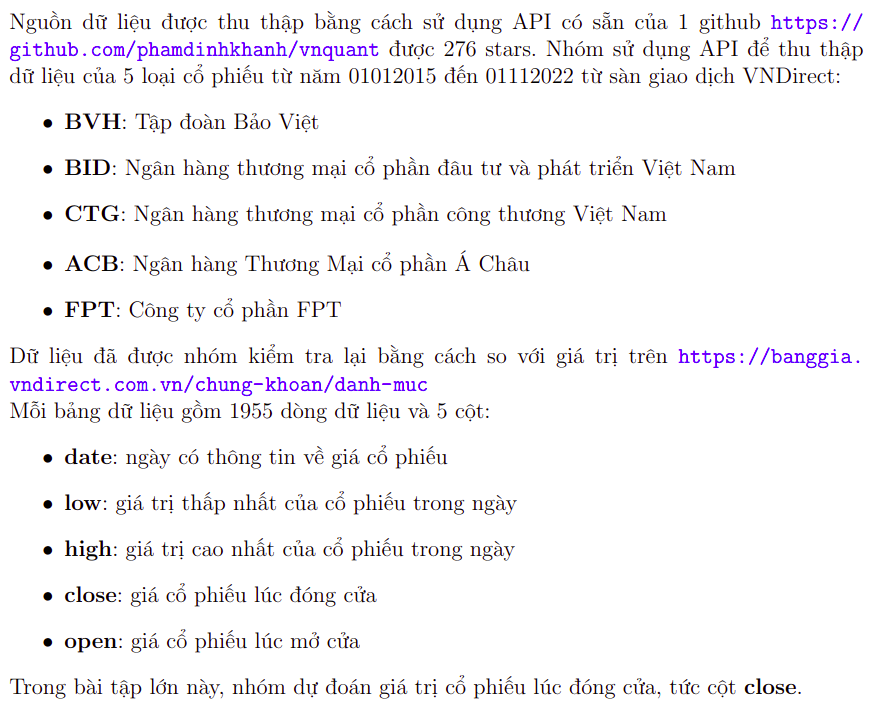 Nguồn dữ liệu được thu thập bằng cách sử dụng API có sẵn của 1 github https://
github.com/phamdinhkhanh/vnquant được 276 stars. Nhóm sử dụng API để thu thập
dữ liệu của 5 loại cổ phiếu từ năm 01012015 đến 01112022 từ sàn giao dịch VNDirect:
• BVH: Tập đoàn Bảo Việt
• BID: Ngân hàng thương mại cổ phần đâu tư và phát triển Việt Nam
• CTG: Ngân hàng thương mại cổ phần công thương Việt Nam
• ACB: Ngân hàng Thương Mại cổ phần Á Châu
• FPT: Công ty cổ phần FPT
Dữ liệu đã được nhóm kiểm tra lại bằng cách so với giá trị trên https://banggia.
vndirect.com.vn/chung-khoan/danh-muc
Mỗi bảng dữ liệu gồm 1955 dòng dữ liệu và 5 cột:
• date: ngày có thông tin về giá cổ phiếu
• low: giá trị thấp nhất của cổ phiếu trong ngày
• high: giá trị cao nhất của cổ phiếu trong ngày
• close: giá cổ phiếu lúc đóng cửa
• open: giá cổ phiếu lúc mở cửa
Trong bài tập lớn này, nhóm dự đoán giá trị cổ phiếu lúc đóng cửa, tức cột close.